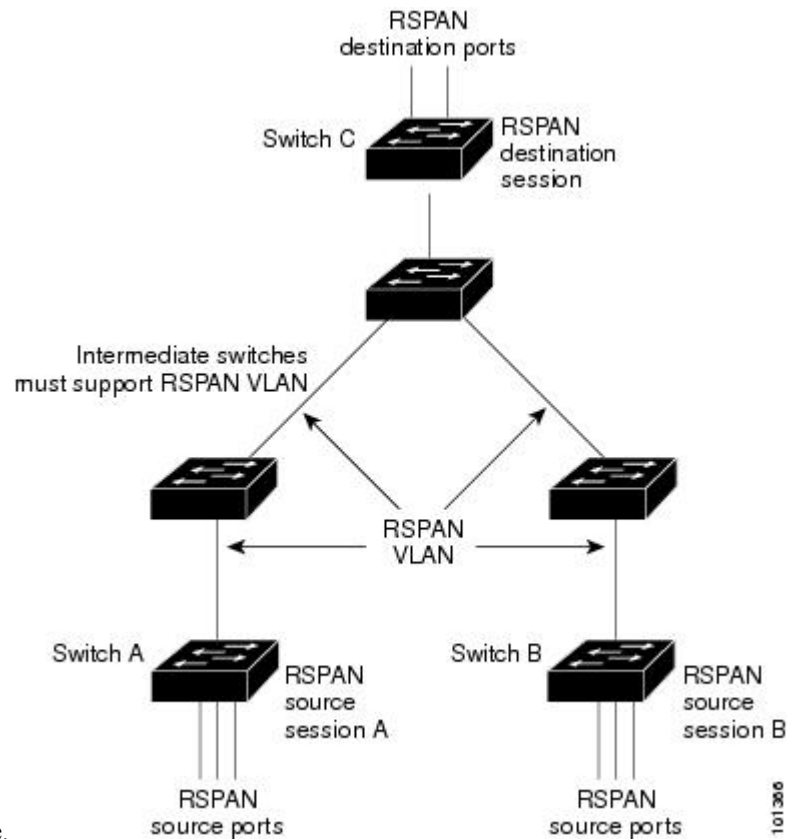 RSPAN
destination ports
Switch C
RSPAN
destination
session
Intermediate switches
must support RSPAN VLAN
RSPAN
VLAN
Switch A
RSPAN
source
session A
Switch B
RSPAN
source
session B
RSPAN
source ports
RSPAN
source ports
101366